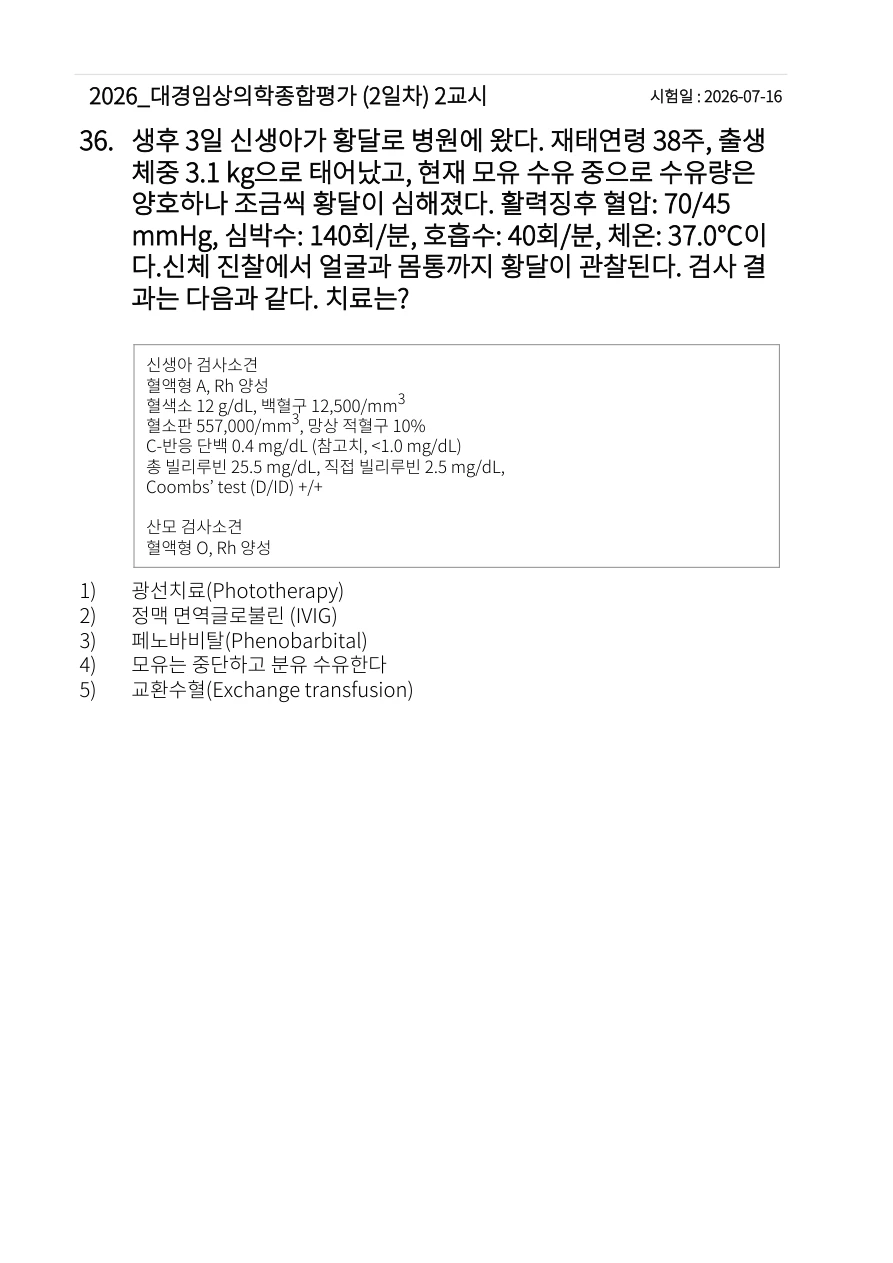 2026_대경임상의학종합평가 (2일차) 2교시
시험일 : 2026-07-16
36. 생후 3일 신생아가 황달로 병원에 왔다. 재태연령 38주, 출생
체중 3.1 kg으로 태어났고, 현재 모유 수유 중으로 수유량은
양호하나 조금씩 황달이 심해졌다. 활력징후 혈압: 70/45
mmHg, 심박수: 140회/분, 호흡수: 40회/분, 체온: 37.0℃이
다.신체 진찰에서 얼굴과 몸통까지 황달이 관찰된다. 검사 결
과는 다음과 같다. 치료는?
신생아 검사소견
혈액형 A, Rh 양성
혈색소 12 g/dL, 백혈구 12,500/mm³
혈소판 557,000/mm³, 망상 적혈구 10%
C-반응 단백 0.4 mg/dL (참고치, <1.0 mg/dL)
총 빌리루빈 25.5 mg/dL, 직접 빌리루빈 2.5 mg/dL,
Coombs’ test (D/ID) +/+
산모 검사소견
혈액형 O, Rh 양성
1) 광선치료(Phototherapy)
2) 정맥 면역글로불린 (IVIG)
3) 페노바비탈(Phenobarbital)
4) 모유는 중단하고 분유 수유한다
5) 교환수혈(Exchange transfusion)